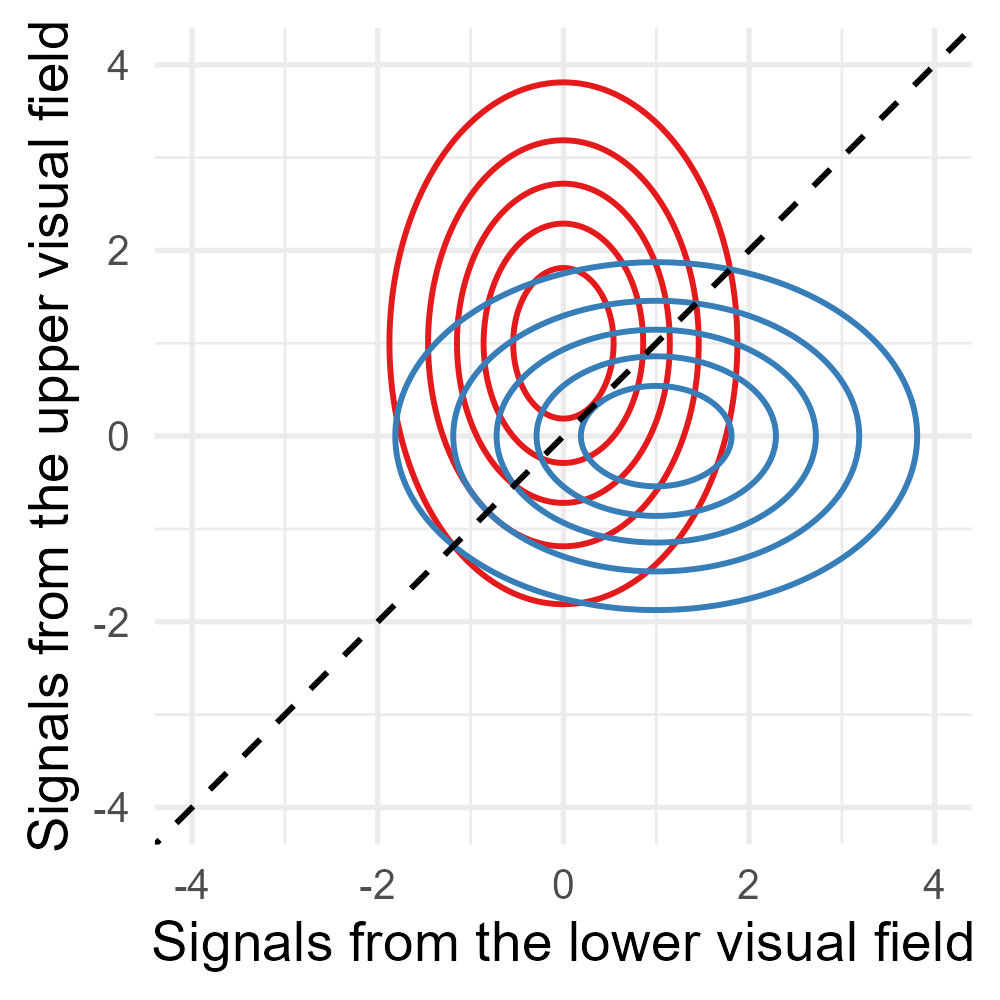 Signals from the upper visual field
4
2
0
-2
-4
-4 -2 0 2 4
Signals from the lower visual field